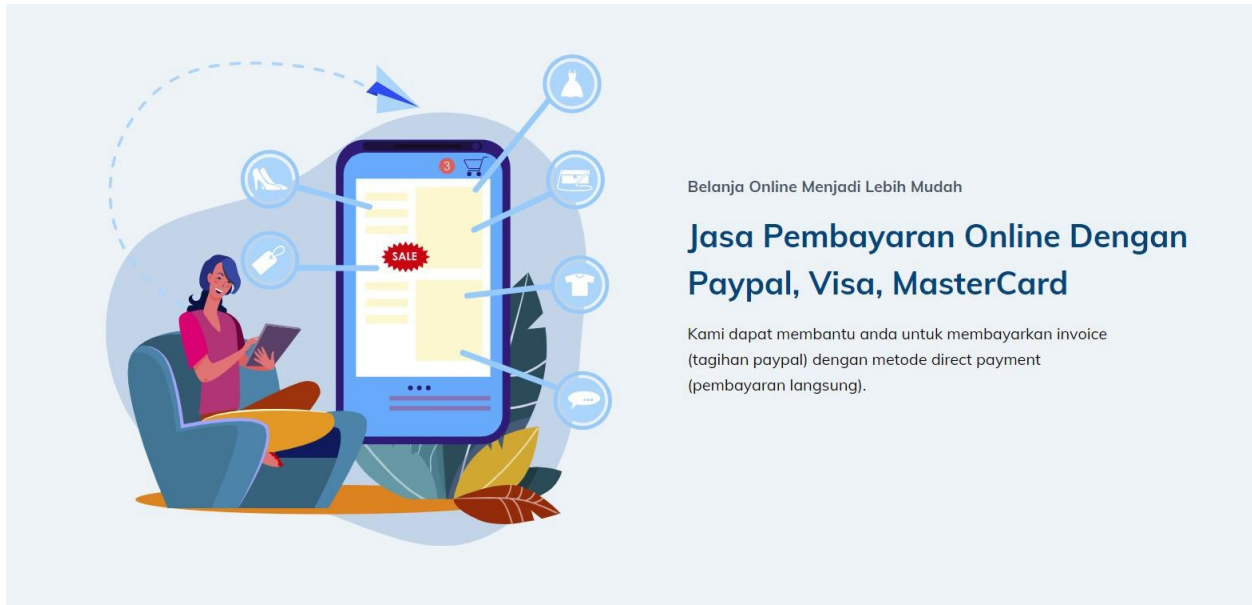 3
SALE
Belanja Online Menjadi Lebih Mudah
Jasa Pembayaran Online Dengan
Paypal, Visa, MasterCard
Kami dapat membantu anda untuk membayarkan invoice
(tagihan paypal) dengan metode direct payment
(pembayaran langsung).